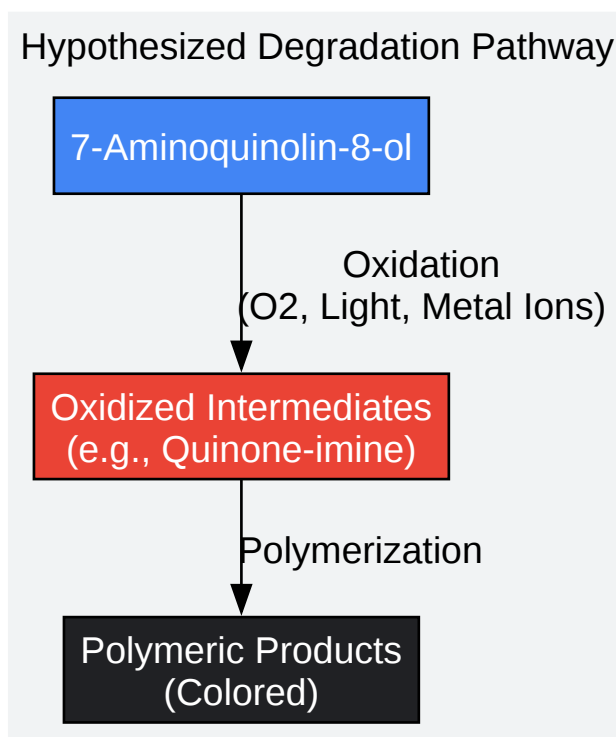 Hypothesized Degradation Pathway
7-Aminoquinolin-8-ol
Oxidation
(O2, Light, Metal Ions)
Oxidized Intermediates
(e.g., Quinone-imine)
Polymerization
Polymeric Products
(Colored)